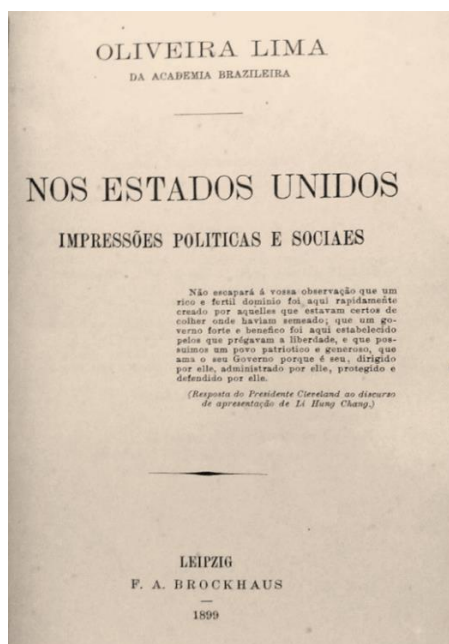 OLIVEIRA LIMA
DA ACADEMIA BRAZILEIRA
NOS ESTADOS UNIDOS
IMPRESSÕES POLITICAS E SOCIAES
Não escapará á vossa observação que um
rico e fertil dominio foi aqui rapidamente
creado por aquelles que estavam certos de
colher onde haviam semeado; que um go-
verno forte e benefico foi aqui estabelecido
pelos que prégavam a liberdade, e que pos-
suimos um povo patriotico e generoso, que
ama o seu Governo porque é seu, dirigido
por elle, administrado por elle, protegido e
defendido por elle.
(Resposta do Presidente Cleveland ao discurso
de apresentação de Li Hung Chang.)
LEIPZIG
F. A. BROCKHAUS
1899